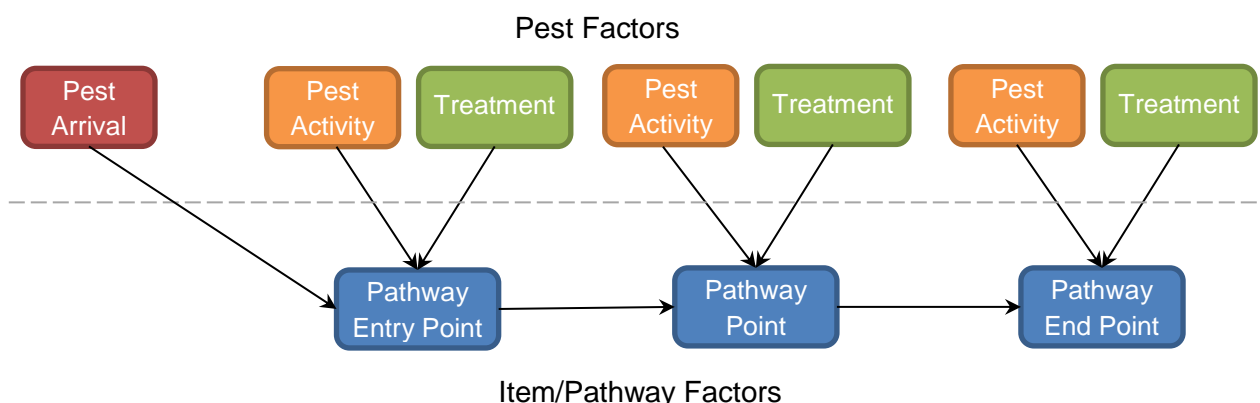 Pest Factors
Pest
Arrival
Pest
Activity
Treatment
Pest
Activity
Treatment
Pest
Activity
Treatment
Pathway
Entry Point
Pathway
Point
Pathway
End Point
Item/Pathway Factors